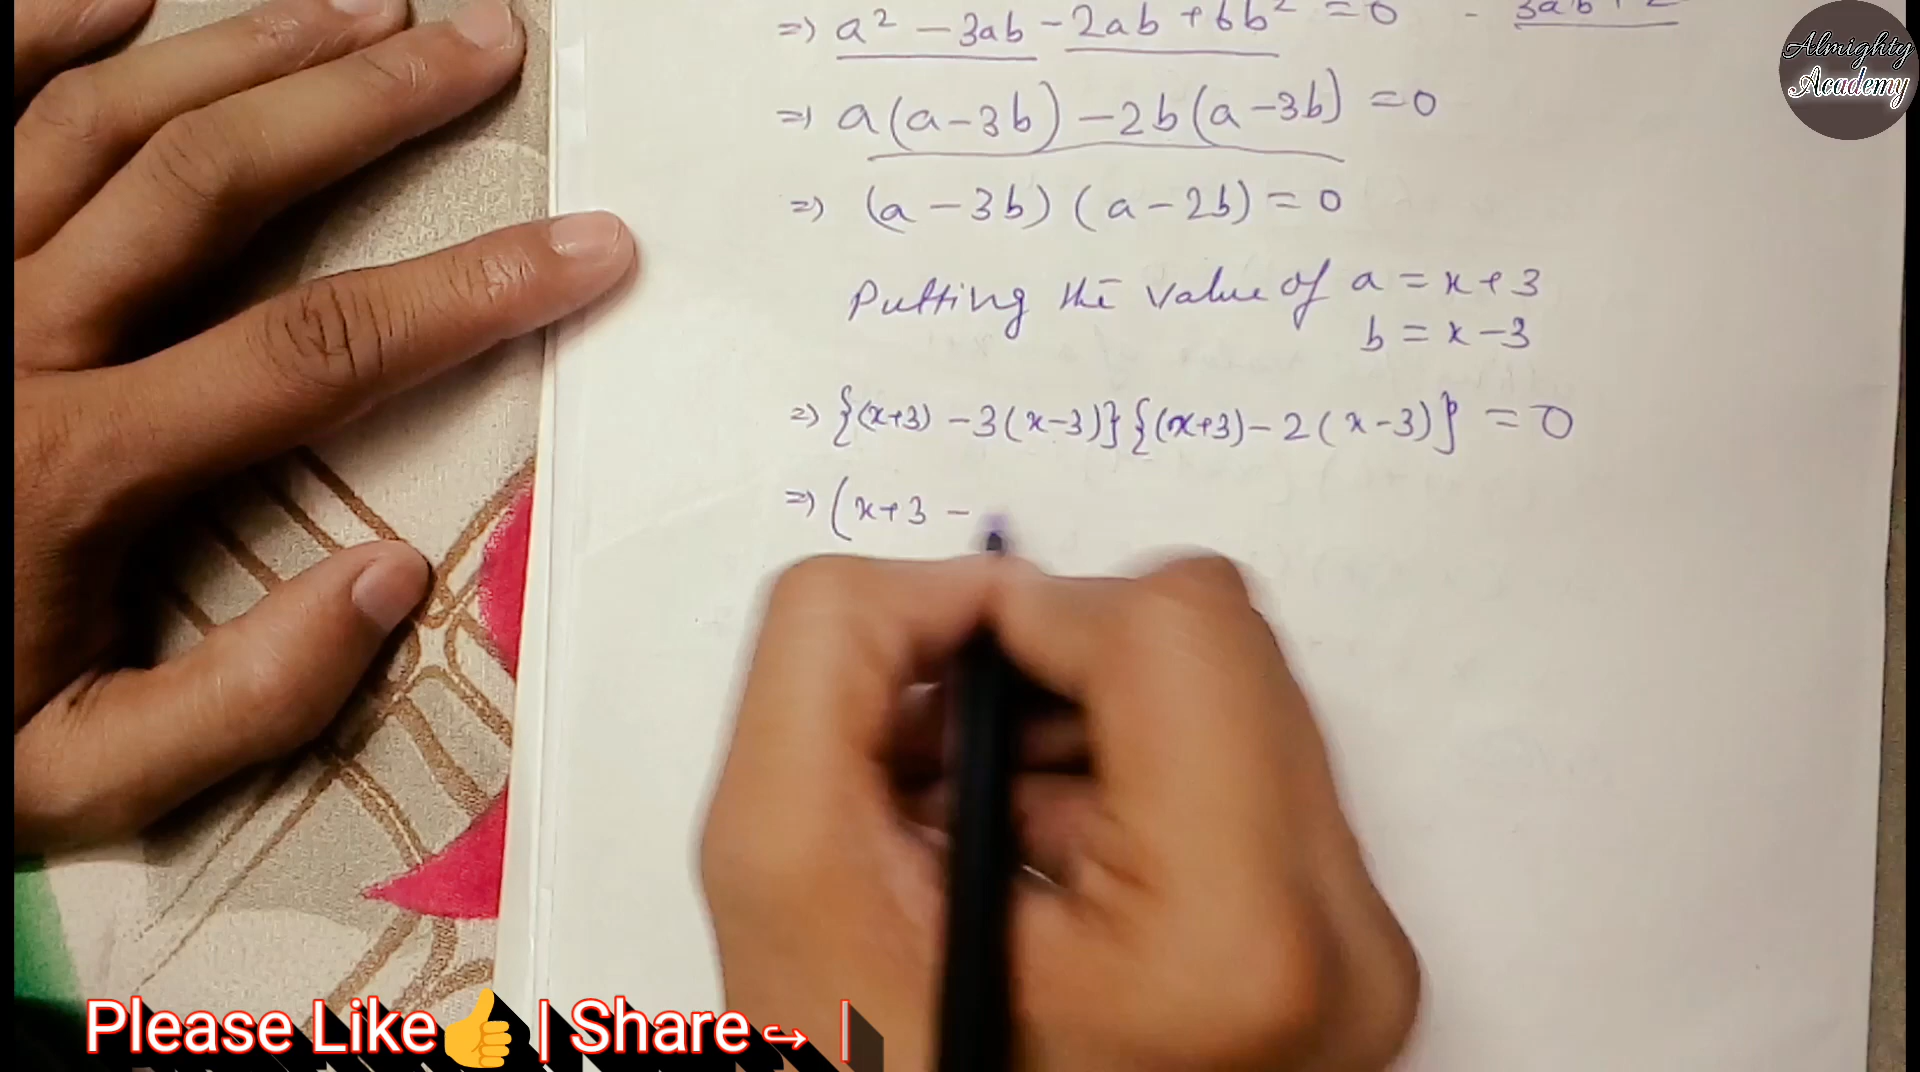 =) a² - 3ab - 2ab + 6b² = 0 - 3ab
=) a(a-3b) - 2b(a-3b) = 0
=) (a - 3b) (a - 2b) = 0
Putting the value of a = x+3
b = x-3
=) {(x+3) - 3(x-3)} {(x+3) - 2(x-3)} = 0
=) (x+3 -
Almighty
Academy
Please Like👍 | Share↪ |